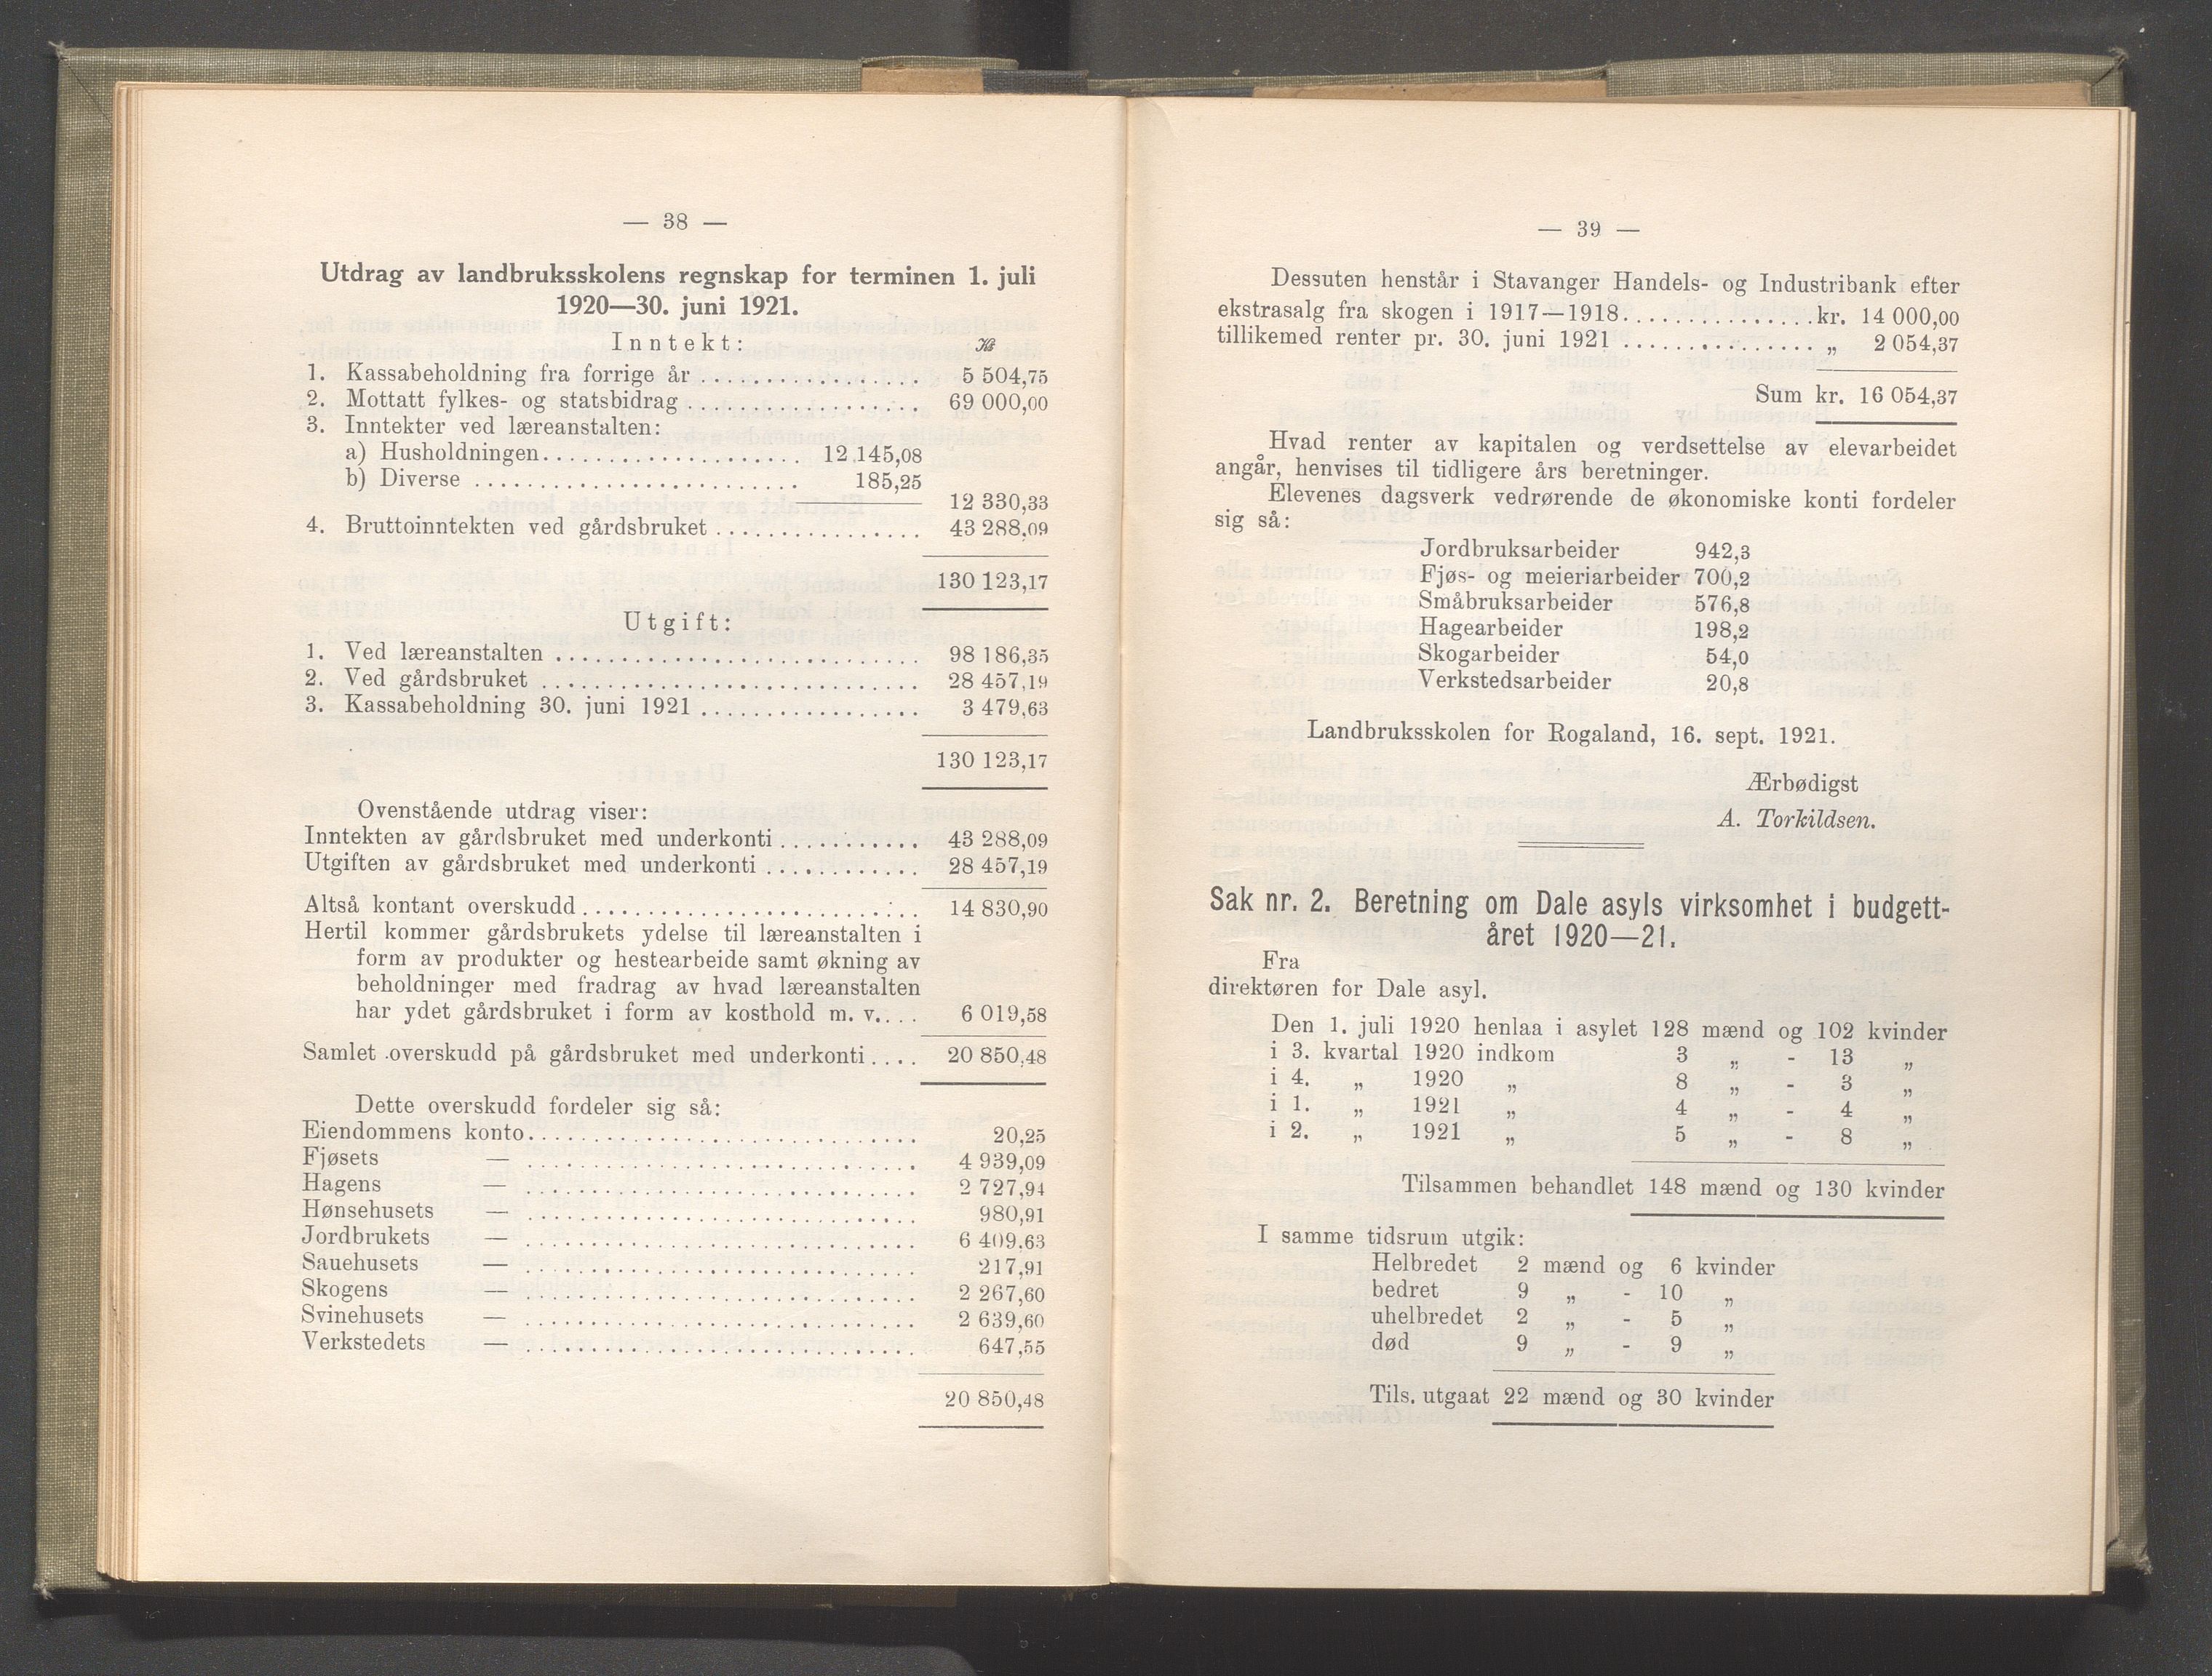 — 38 —
Utdrag av landbruksskolens regnskap for terminen 1. juli
1920—30. juni 1921.
Inntekt: Kr.
1. Kassabeholdning fra forrige år ................. 5 504,75
2. Mottatt fylkes- og statsbidrag .................. 69 000,00
3. Inntekter ved læreanstalten:
a) Husholdningen.................... 12 145,08
b) Diverse ......................... 185,25
12 330,33
4. Bruttoinntekten ved gårdsbruket ................ 43 288,09
130 123,17
Utgift:
1. Ved læreanstalten ............................ 98 186,35
2. Ved gårdsbruket ............................. 28 457,19
3. Kassabeholdning 30. juni 1921 ................. 3 479,63
130 123,17
Ovenstående utdrag viser:
Inntekten av gårdsbruket med underkonti ........... 43 288,09
Utgiften av gårdsbruket med underkonti ............ 28 457,19
Altså kontant overskudd.......................... 14 830,90
Hertil kommer gårdsbrukets ydelse til læreanstalten i
form av produkter og hestearbeide samt økning av
beholdninger med fradrag av hvad læreanstalten
har ydet gårdsbruket i form av kosthold m. v.... 6 019,58
Samlet overskudd på gårdsbruket med underkonti.... 20 850,48
Dette overskudd fordeler sig så:
Eiendommens konto.............................. 20,25
Fjøsets — .............................. 4 939,09
Hagens — .............................. 2 727,94
Hønsehusets — .............................. 980,91
Jordbrukets — .............................. 6 409,63
Sauehusets — .............................. 217,91
Skogens — .............................. 2 267,60
Svinehusets — .............................. 2 639,60
Verkstedets — .............................. 647,55
20 850,48
— 39 —
Dessuten henstår i Stavanger Handels- og Industribank efter
ekstrasalg fra skogen i 1917—1918...............kr. 14 000,00
tillikemed renter pr. 30. juni 1921 ............... „ 2 054,37
Sum kr. 16 054,37
Hvad renter av kapitalen og verdsettelse av elevarbeidet
angår, henvises til tidligere års beretninger.
Elevenes dagsverk vedrørende de økonomiske konti fordeler
sig så:
Jordbruksarbeider 942,3
Fjøs- og meieriarbeider 700,2
Småbruksarbeider 576,8
Hagearbeider 198,2
Skogarbeider 54,0
Verkstedsarbeider 20,8
Landbruksskolen for Rogaland, 16. sept. 1921.
Ærbødigst
A. Torkildsen.
Sak nr. 2. Beretning om Dale asyls virksomhet i budgett-
året 1920—21.
Fra
direktøren for Dale asyl.
Den 1. juli 1920 henlaa i asylet 128 mænd og 102 kvinder
i 3. kvartal 1920 indkom 3 „ - 13 „
i 4. „ 1920 „ 8 „ - 3 „
i 1. „ 1921 „ 4 „ - 4 „
i 2. „ 1921 „ 5 „ - 8 „
Tilsammen behandlet 148 mænd og 130 kvinder
I samme tidsrum utgik:
Helbredet 2 mænd og 6 kvinder
bedret 9 „ - 10 „
uhelbredet 2 „ - 5 „
død 9 „ - 9 „
Tils. utgaat 22 mænd og 30 kvinder